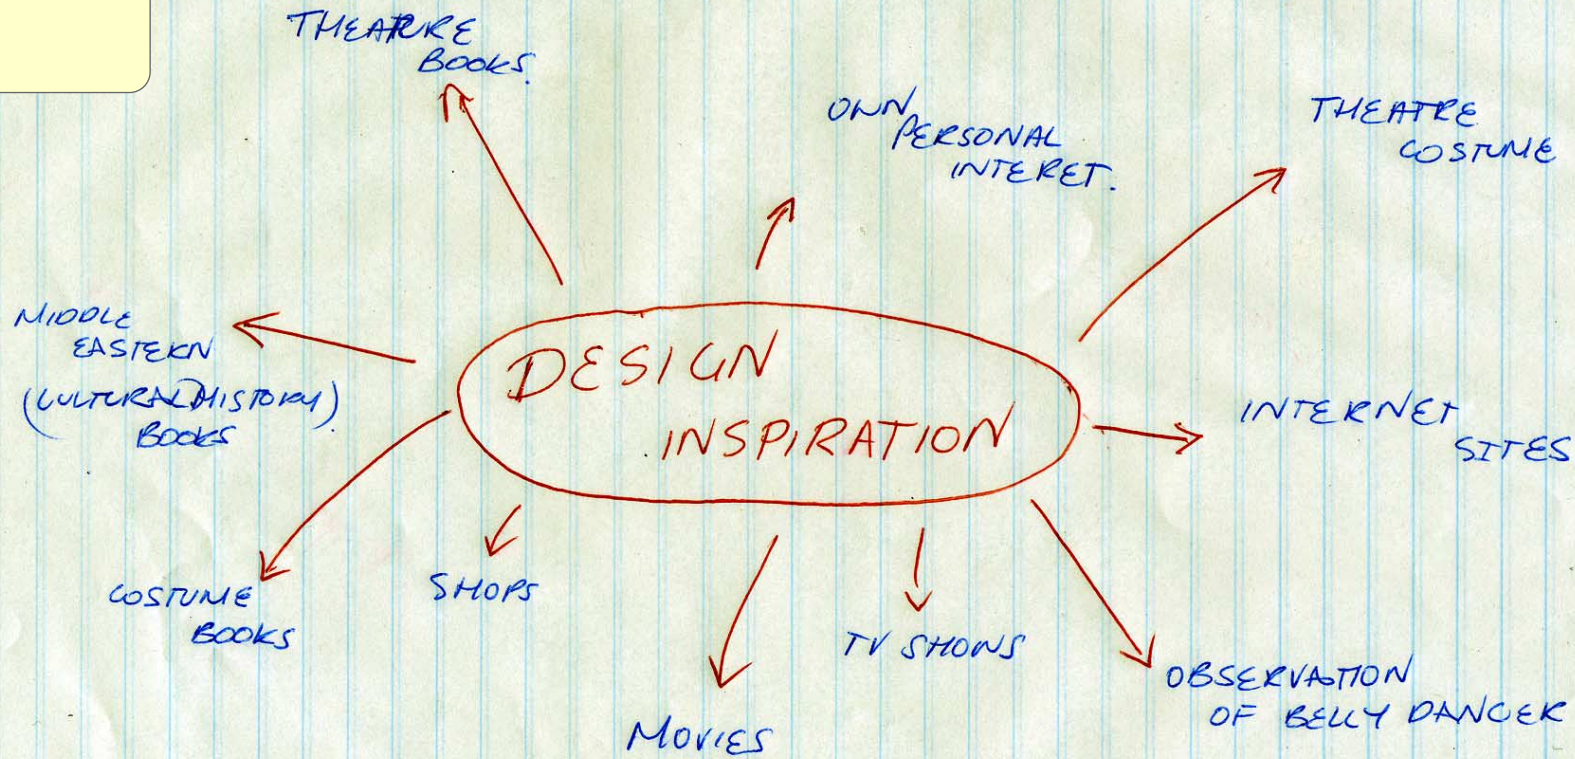 THEATRE
BOOKS.
OWN
PERSONAL
INTERET.
THEATRE
COSTUME
MIDDLE
EASTERN
(CULTURAL HISTORY)
BOOKS
DESIGN
INSPIRATION
INTERNET
SITES
COSTUME
BOOKS
SHOPS
MOVIES
TV SHOWS
OBSERVATION
OF BELLY DANCER